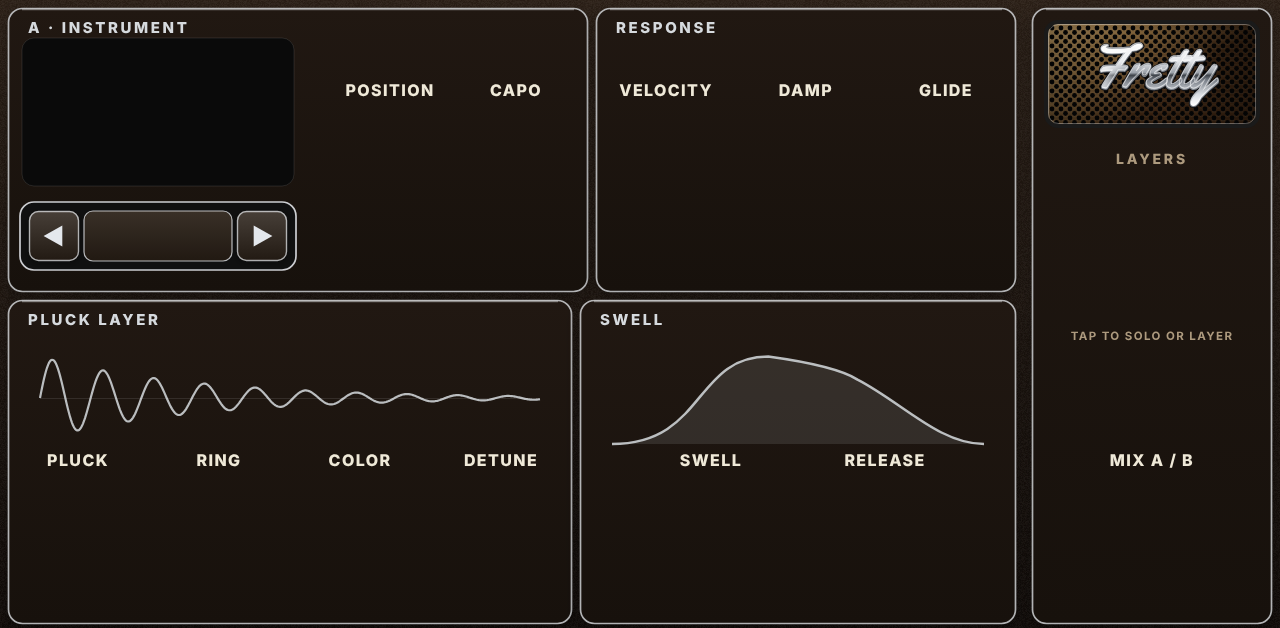 A · INSTRUMENT
POSITION
CAPO
RESPONSE
VELOCITY
DAMP
GLIDE
Fretty
LAYERS
TAP TO SOLO OR LAYER
MIX A / B
PLUCK LAYER
PLUCK
RING
COLOR
DETUNE
SWELL
SWELL
RELEASE